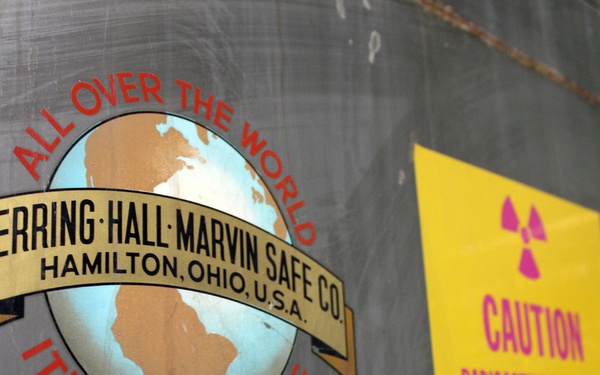 ALL OVER THE WORLD
ERRING·HALL·MARVIN SAFE CO.
HAMILTON, OHIO, U.S.A.
CAUTION